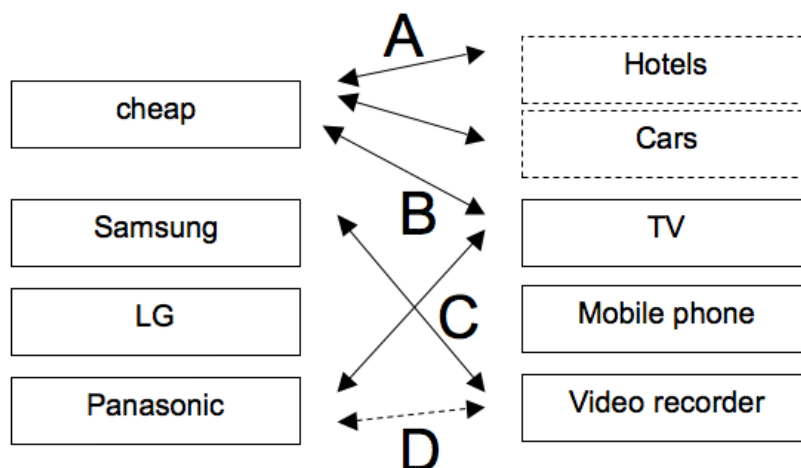 A
Hotels
cheap
Cars
B
Samsung
TV
LG
C
Mobile phone
Panasonic
Video recorder
D